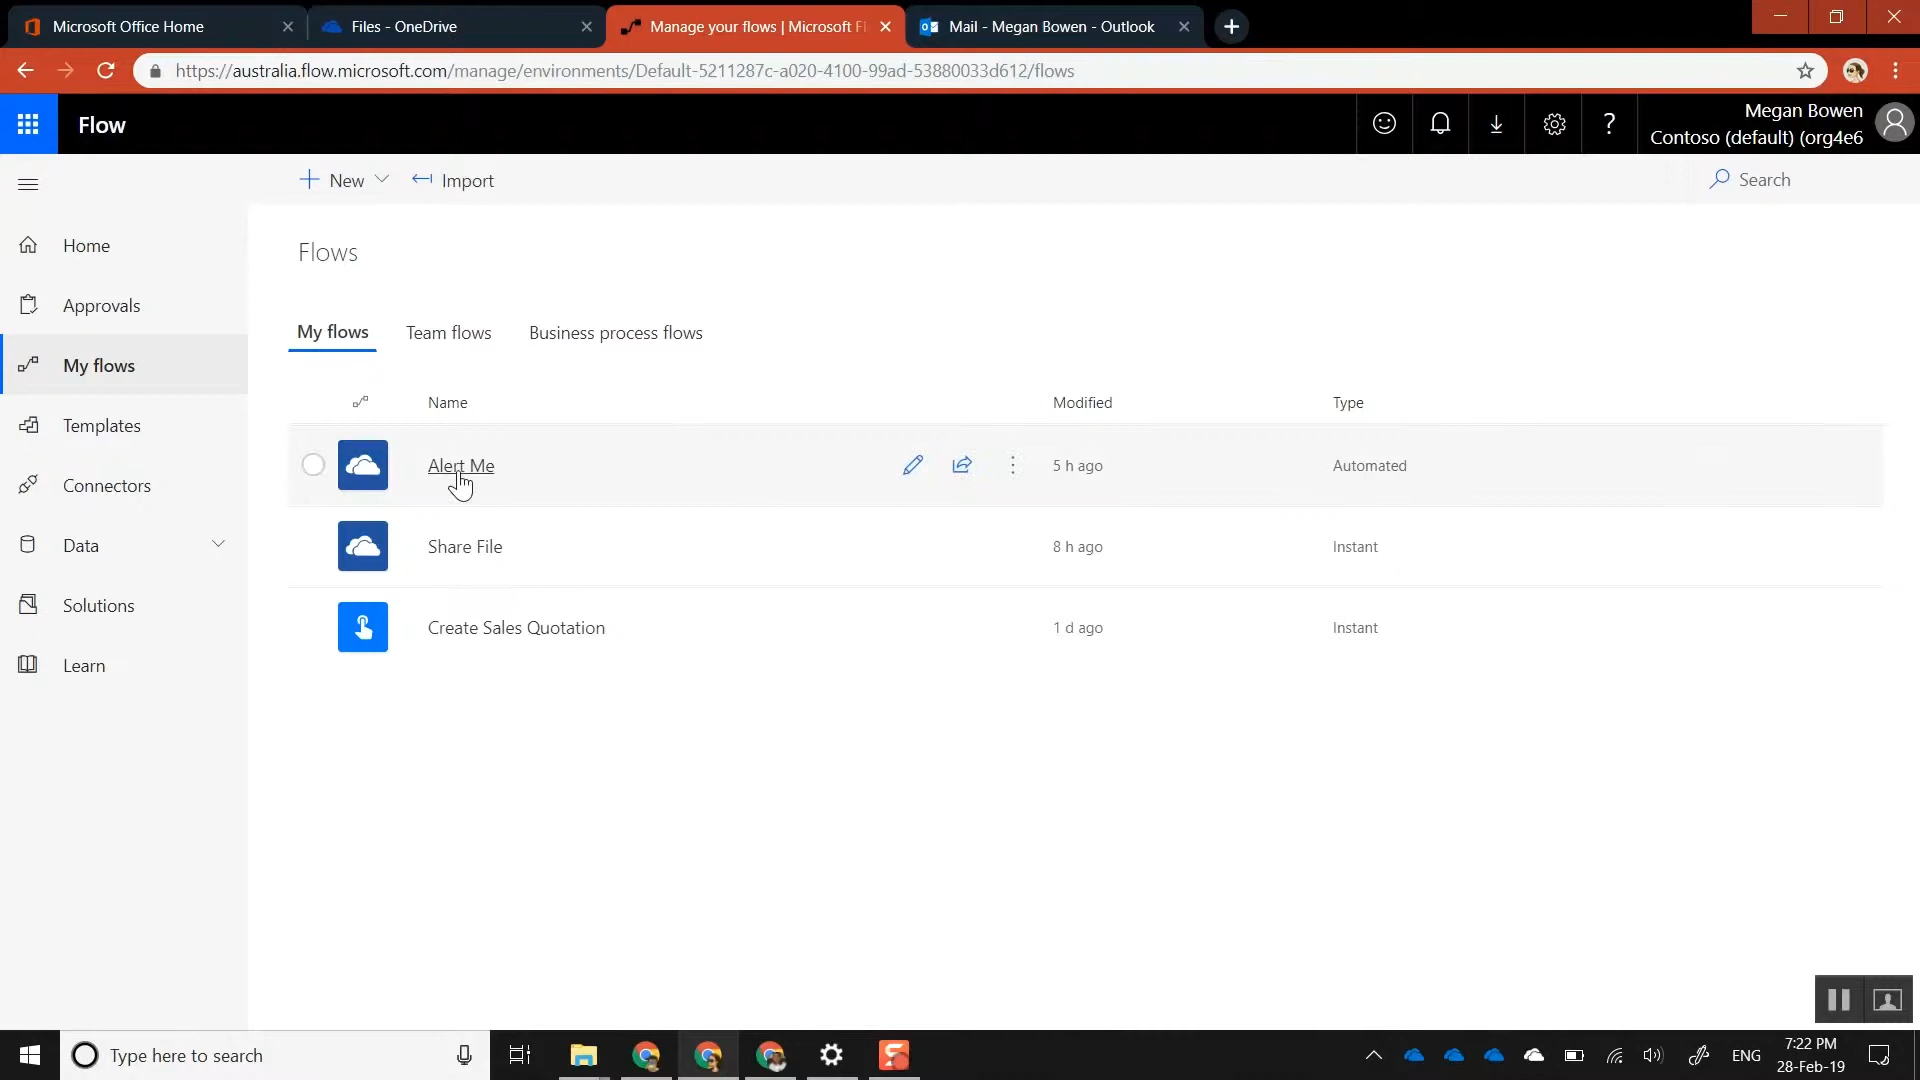 Microsoft Office Home
Files - OneDrive
Manage your flows | Microsoft Fl
Mail - Megan Bowen - Outlook
https://australia.flow.microsoft.com/manage/environments/Default-5211287c-a020-4100-99ad-53880033d612/flows
Flow
Megan Bowen
Contoso (default) (org4e6
New
Import
Search
Home
Approvals
My flows
Templates
Connectors
Data
Solutions
Learn
Flows
My flows
Team flows
Business process flows
Name
Modified
Type
Alert Me
5 h ago
Automated
Share File
8 h ago
Instant
Create Sales Quotation
1 d ago
Instant
Type here to search
ENG
7:22 PM
28-Feb-19